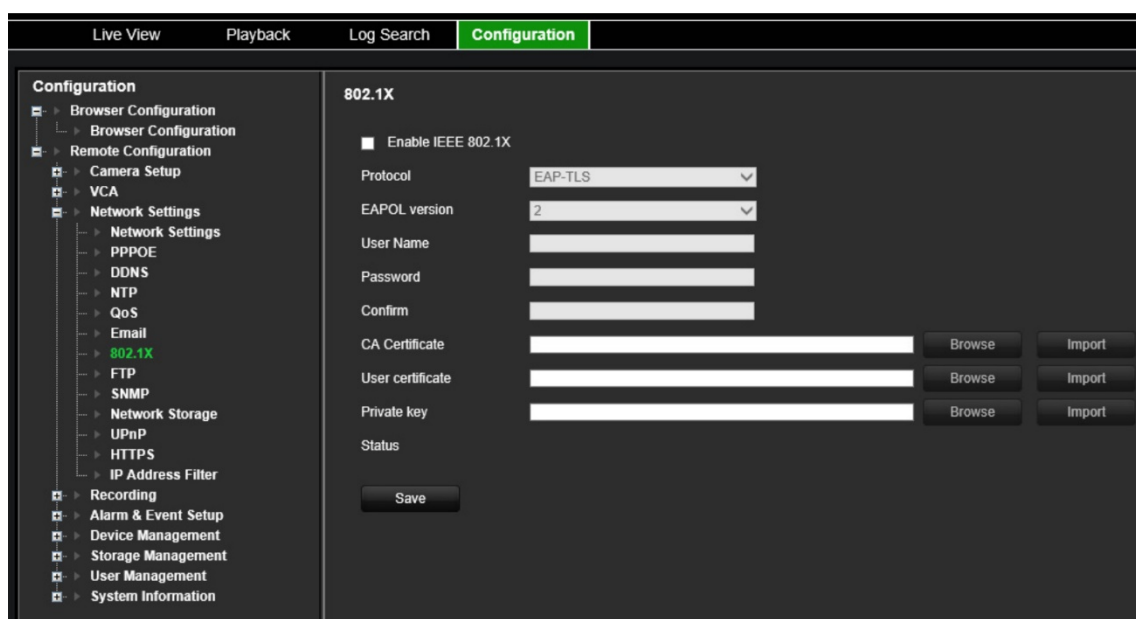 Live View Playback Log Search Configuration
Configuration
Browser Configuration
Browser Configuration
Remote Configuration
Camera Setup
VCA
Network Settings
Network Settings
PPPOE
DDNS
NTP
QoS
Email
802.1X
FTP
SNMP
Network Storage
UPnP
HTTPS
IP Address Filter
Recording
Alarm & Event Setup
Device Management
Storage Management
User Management
System Information
802.1X
Enable IEEE 802.1X
Protocol EAP-TLS
EAPOL version 2
User Name
Password
Confirm
CA Certificate Browse Import
User certificate Browse Import
Private key Browse Import
Status
Save